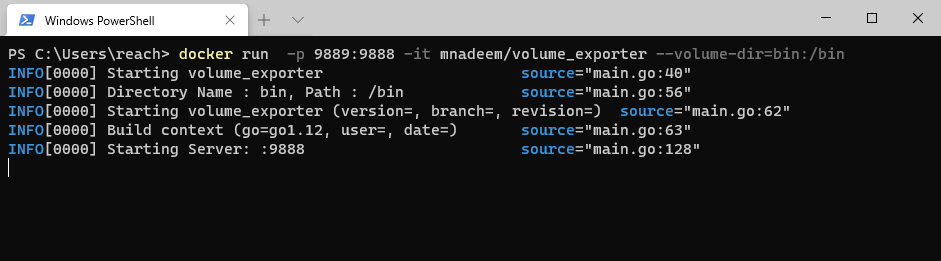 Windows PowerShell
PS C:\Users\reach> docker run  -p 9889:9888 -it mnadeem/volume_exporter --volume-dir=bin:/bin
INFO[0000] Starting volume_exporter                      source="main.go:40"
INFO[0000] Directory Name : bin, Path : /bin             source="main.go:56"
INFO[0000] Starting volume_exporter (version=, branch=, revision=)  source="main.go:62"
INFO[0000] Build context (go=go1.12, user=, date=)       source="main.go:63"
INFO[0000] Starting Server: :9888                        source="main.go:128"